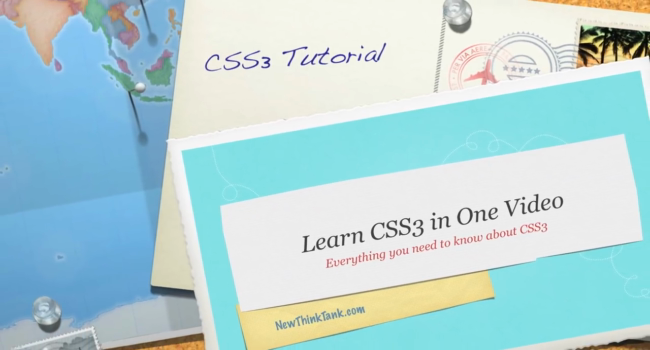 CSS3 Tutorial
Learn CSS3 in One Video
Everything you need to know about CSS3
NewThinkTank.com